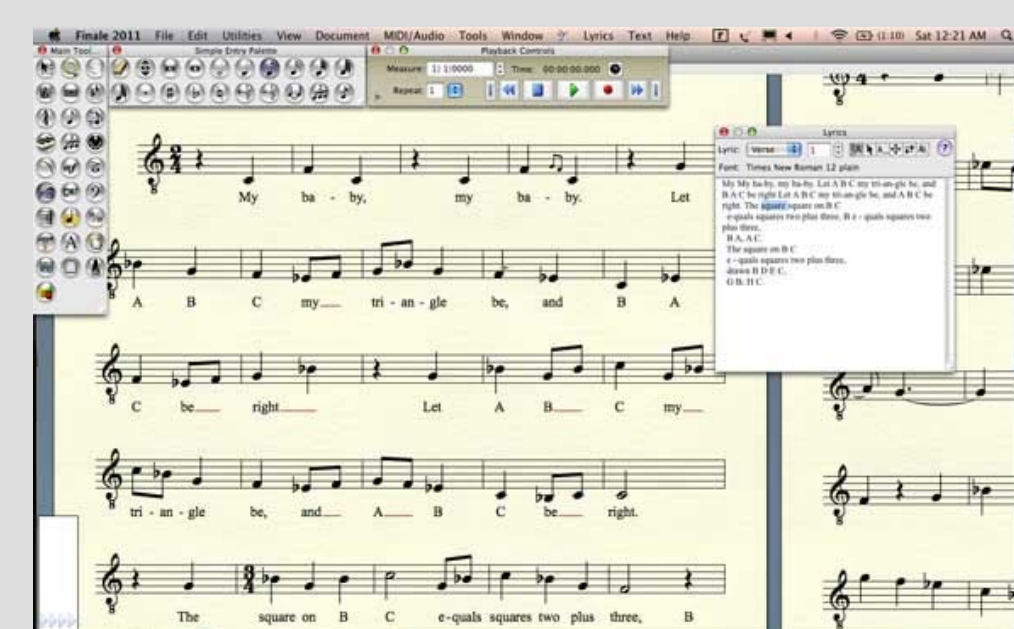 Finale 2011 File Edit Utilities View Document MIDI/Audio Tools Window Lyrics Text Help (1:10) Sat 12:21 AM
Main Tool... Simple Entry Palette Playback Controls
Measure: 1| 1|0000 Time: 00:00:00.000
Repeat: 1
Lyrics
Lyric: Verse 1
Font: Times New Roman 12 plain
My My ba-by, my ba-by. Let A B C my tri-an-gle be, and
B A C be right Let A B C my tri-an-gle be, and A B C be
right. The square square on B C
e-quals squares two plus three, B e - quals squares two
plus three,
B A, A C.
The square on B C
e - quals squares two plus three,
drawn B D E C,
G B, H C.
My ba - by, my ba - by. Let
A B C my tri - an - gle be, and B A
C be right Let A B C my
tri - an - gle be, and A B C be right.
The square on B C e-quals squares two plus three, B